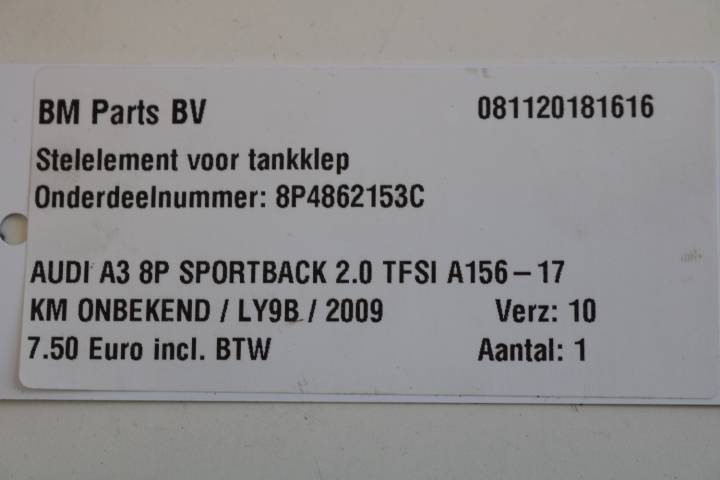 BM Parts BV 081120181616
Stelelement voor tankklep
Onderdeelnummer: 8P4862153C
AUDI A3 8P SPORTBACK 2.0 TFSI A156-17
KM ONBEKEND / LY9B / 2009 Verz: 10
7.50 Euro incl. BTW Aantal: 1